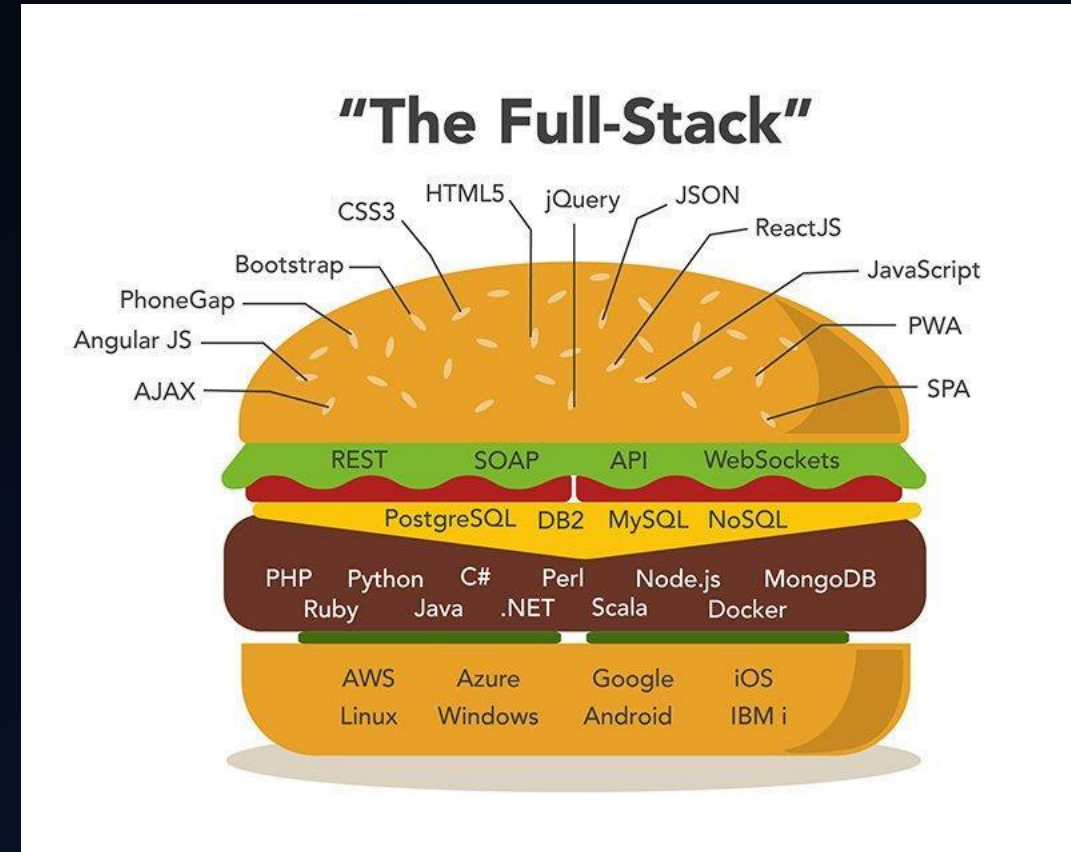 “The Full-Stack”
HTML5 jQuery JSON
CSS3 ReactJS
Bootstrap JavaScript
PhoneGap PWA
Angular JS
AJAX SPA
REST SOAP API WebSockets
PostgreSQL DB2 MySQL NoSQL
PHP Python C# Perl Node.js MongoDB
Ruby Java .NET Scala Docker
AWS Azure Google iOS
Linux Windows Android IBM i